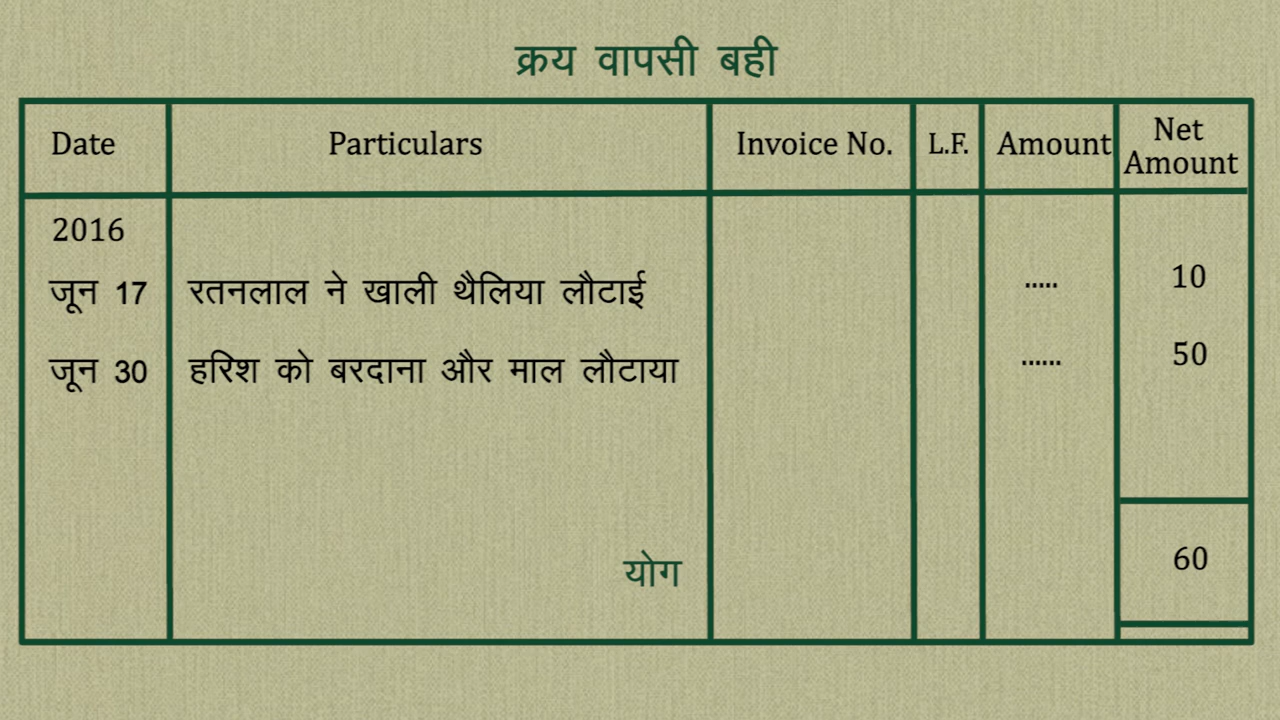 क्रय वापसी बही
Date Particulars Invoice No. L.F. Amount Net Amount
2016
जून 17 रतनलाल ने खाली थैलिया लौटाई ..... 10
जून 30 हरिश को बरदाना और माल लौटाया ...... 50
योग 60